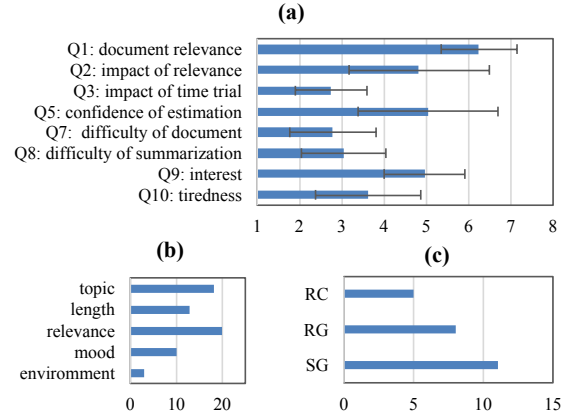 (a)
Q1: document relevance
Q2: impact of relevance
Q3: impact of time trial
Q5: confidence of estimation
Q7: difficulty of document
Q8: difficulty of summarization
Q9: interest
Q10: tiredness
1 2 3 4 5 6 7 8
(b)
topic
length
relevance
mood
enviromment
0 10 20
(c)
RC
RG
SG
0 5 10 15